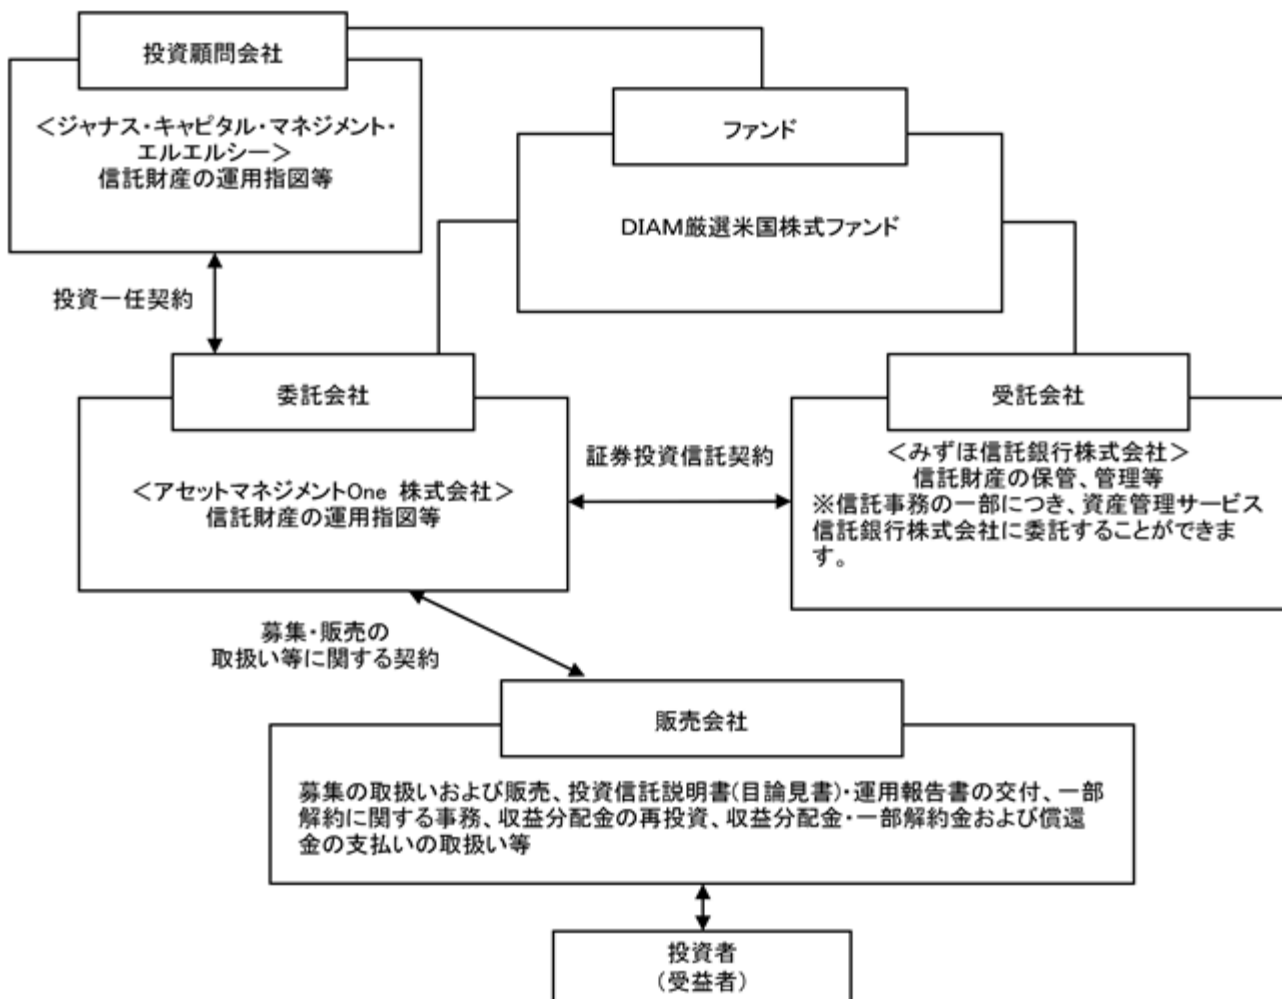 投資顧問会社
<ジャナス・キャピタル・マネジメント・
エルエルシー>
信託財産の運用指図等
ファンド
DIAM厳選米国株式ファンド
投資一任契約
委託会社
<アセットマネジメントOne 株式会社>
信託財産の運用指図等
証券投資信託契約
受託会社
<みずほ信託銀行株式会社>
信託財産の保管、管理等
※信託事務の一部につき、資産管理サービス
信託銀行株式会社に委託することができま
す。
募集・販売の
取扱い等に関する契約
販売会社
募集の取扱いおよび販売、投資信託説明書(目論見書)・運用報告書の交付、一部
解約に関する事務、収益分配金の再投資、収益分配金・一部解約金および償還
金の支払いの取扱い等
投資者
(受益者)